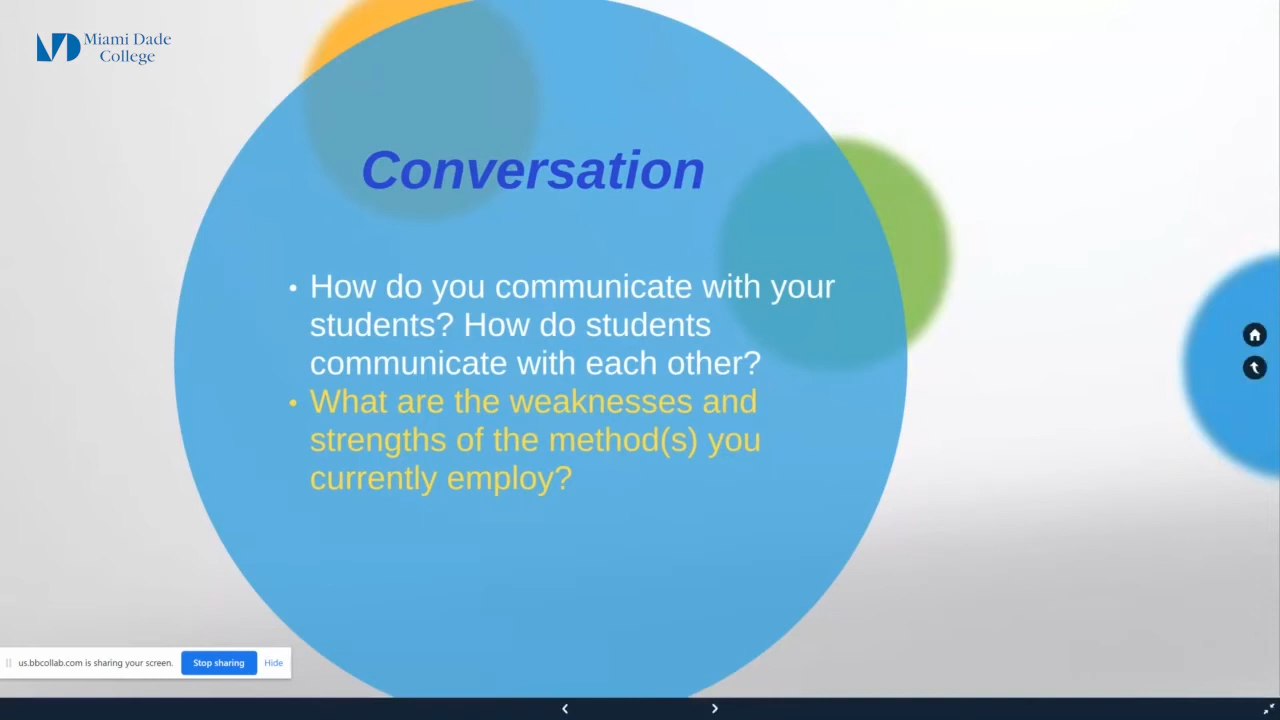 Miami Dade
College
Conversation
• How do you communicate with your
students? How do students
communicate with each other?
• What are the weaknesses and
strengths of the method(s) you
currently employ?
us.bbcollab.com is sharing your screen. Stop sharing Hide